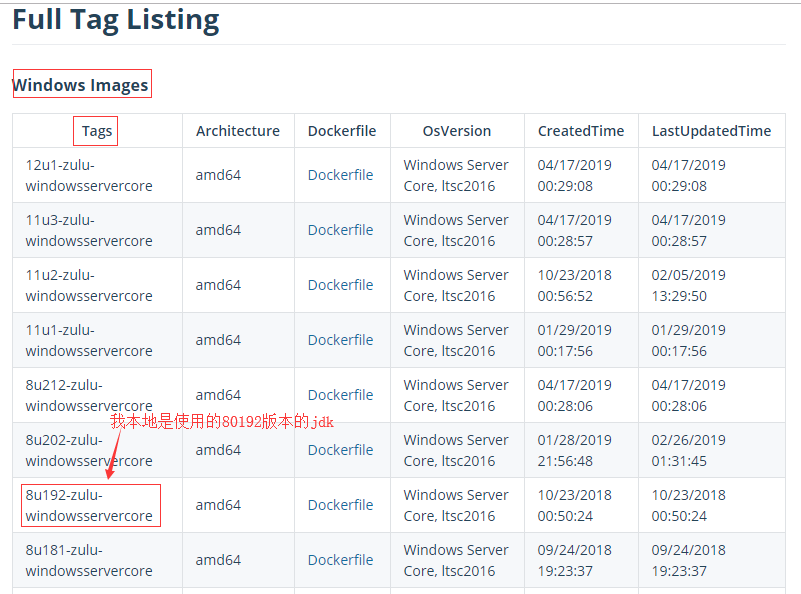 Full Tag Listing
Windows Images
Tags Architecture Dockerfile OsVersion CreatedTime LastUpdatedTime
12u1-zulu-windowsservercore amd64 Dockerfile Windows Server Core, ltsc2016 04/17/2019 00:29:08 04/17/2019 00:29:08
11u3-zulu-windowsservercore amd64 Dockerfile Windows Server Core, ltsc2016 04/17/2019 00:28:57 04/17/2019 00:28:57
11u2-zulu-windowsservercore amd64 Dockerfile Windows Server Core, ltsc2016 10/23/2018 00:56:52 02/05/2019 13:29:50
11u1-zulu-windowsservercore amd64 Dockerfile Windows Server Core, ltsc2016 01/29/2019 00:17:56 01/29/2019 00:17:56
8u212-zulu-windowsservercore amd64 Dockerfile Windows Server Core, ltsc2016 04/17/2019 00:28:06 04/17/2019 00:28:06
我本地是使用的80192版本的jdk
8u202-zulu-windowsservercore amd64 Dockerfile Windows Server Core, ltsc2016 01/28/2019 21:56:48 02/26/2019 01:31:45
8u192-zulu-windowsservercore amd64 Dockerfile Windows Server Core, ltsc2016 10/23/2018 00:50:24 10/23/2018 00:50:24
8u181-zulu-windowsservercore amd64 Dockerfile Windows Server Core, ltsc2016 09/24/2018 19:23:37 09/24/2018 19:23:37